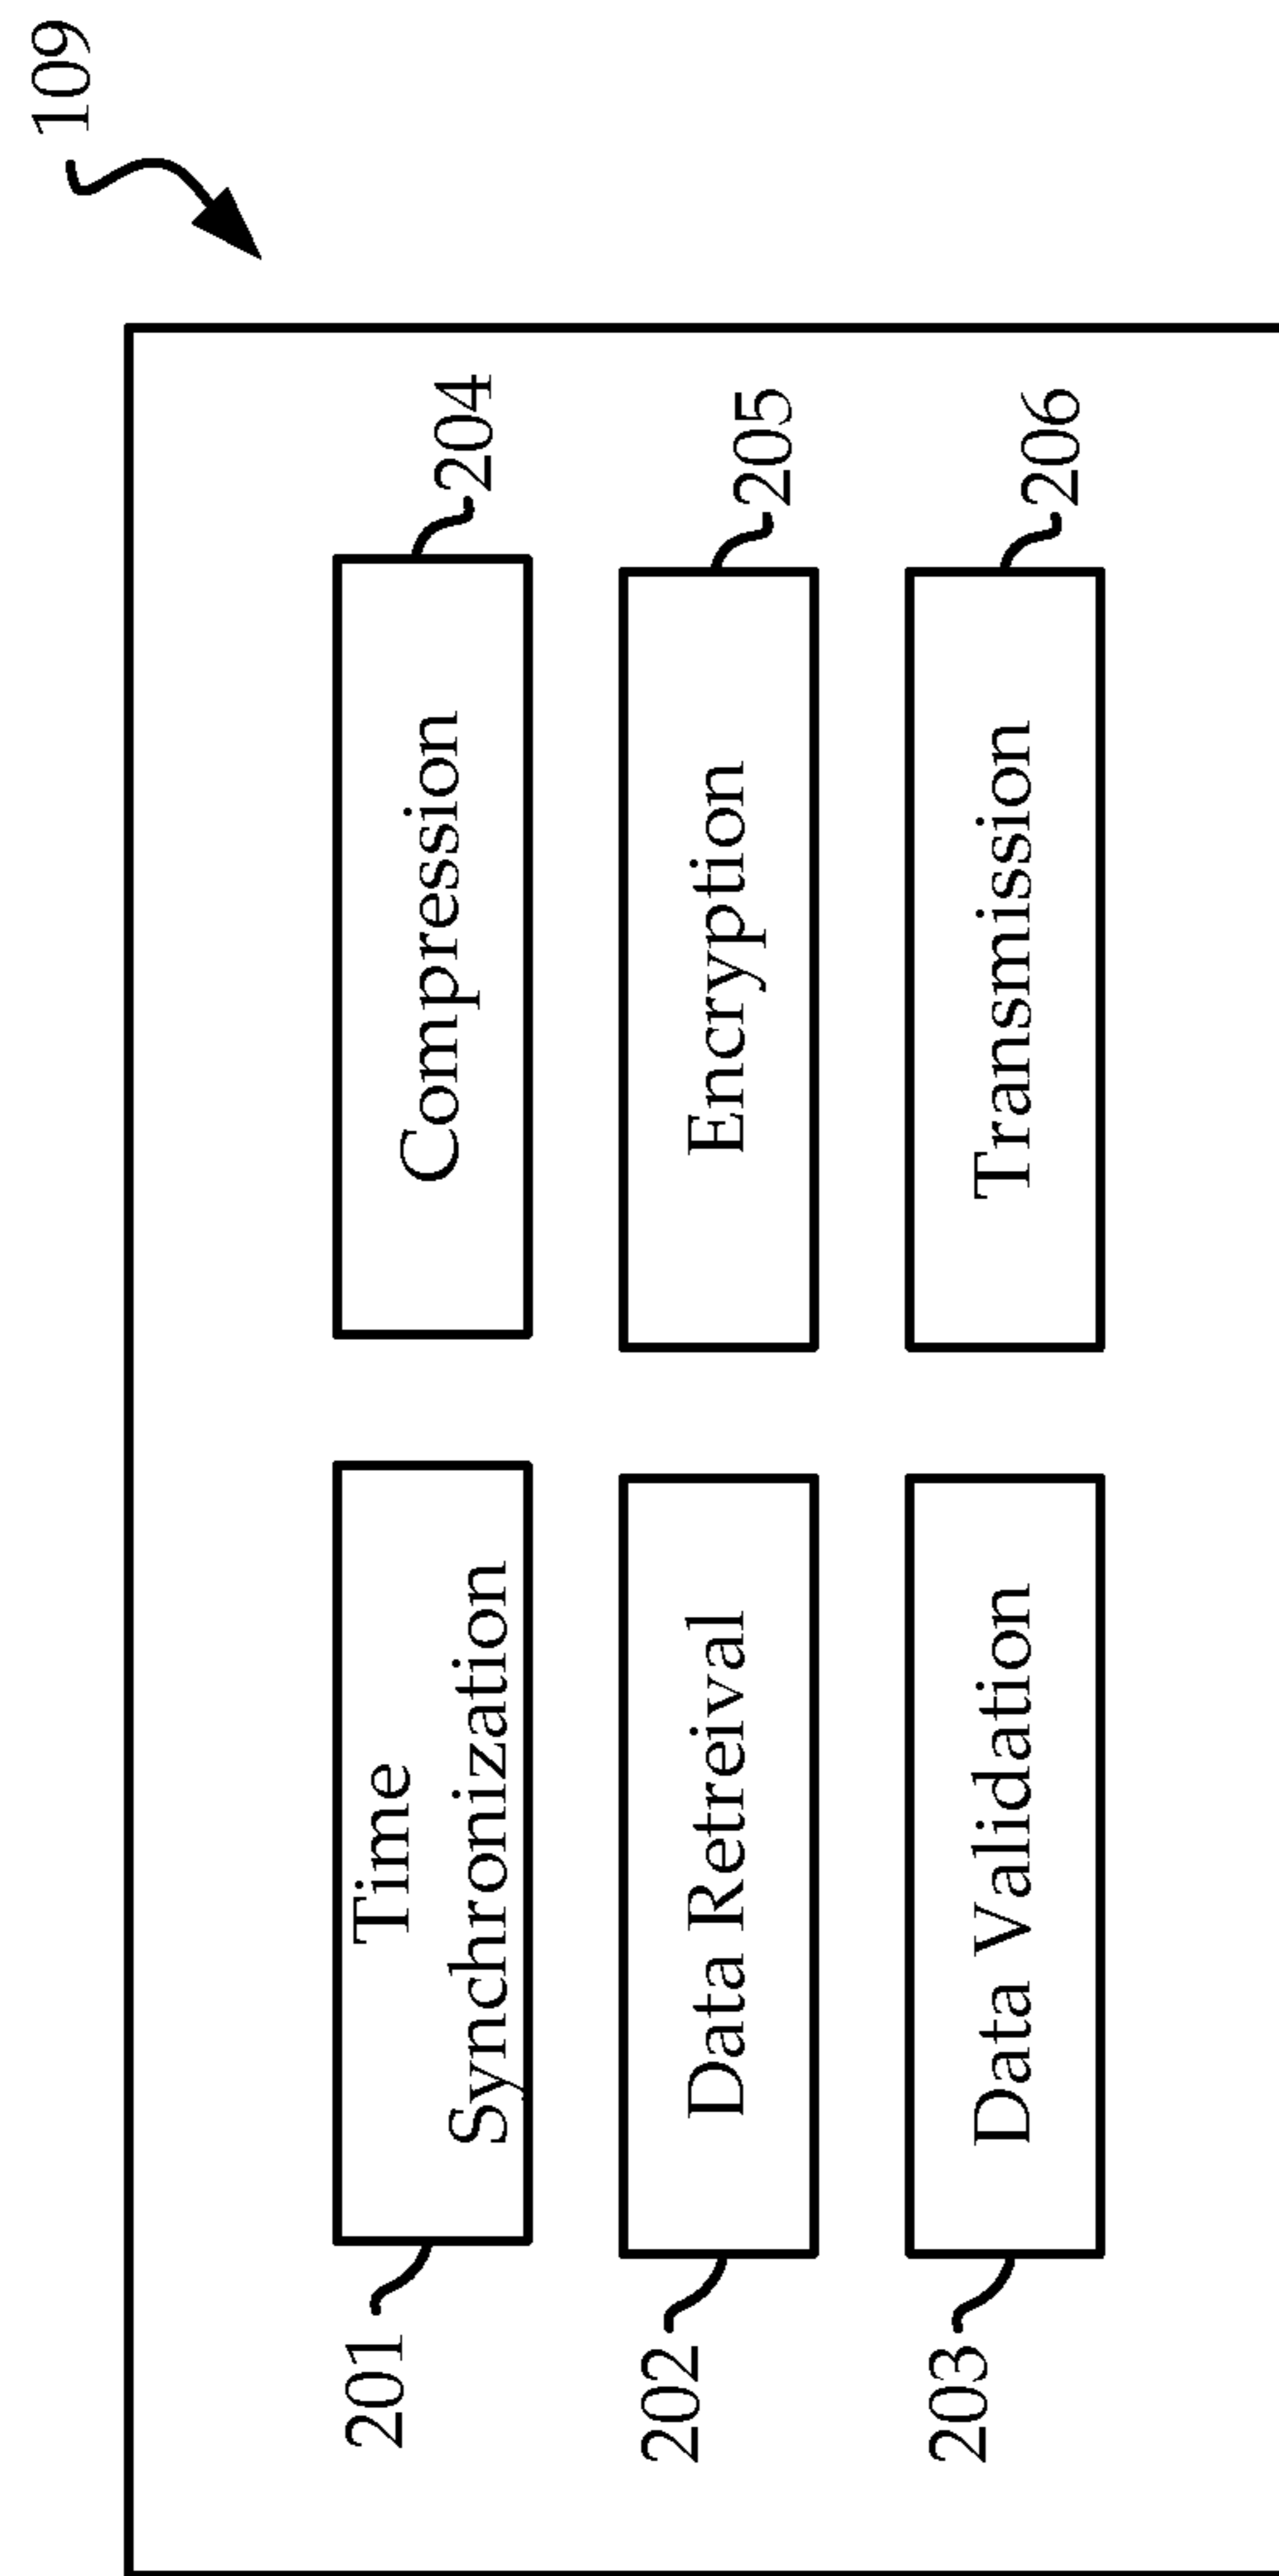 109
201
Time
Synchronization
Compression
204
202
Data Retreival
Encryption
205
203
Data Validation
Transmission
206